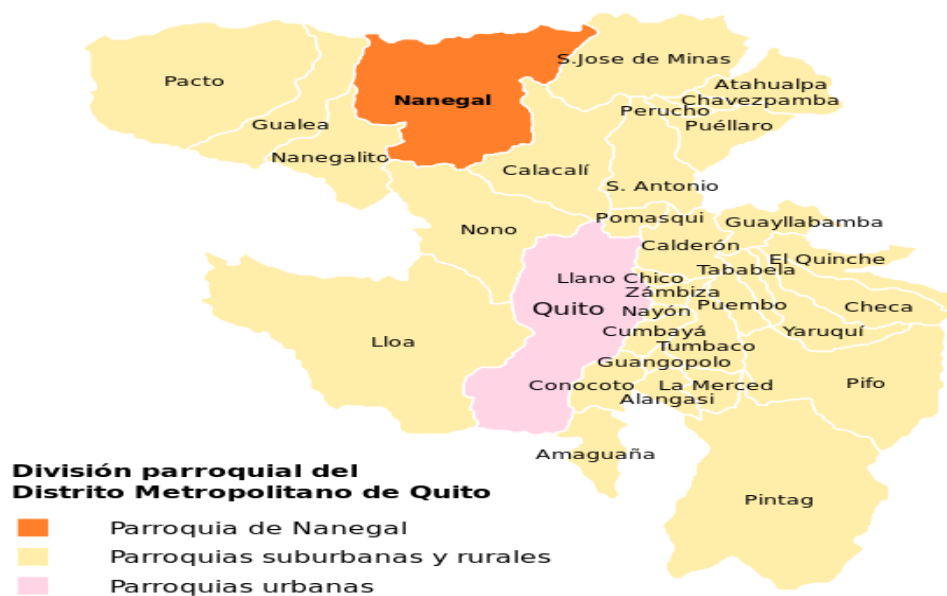 S.Jose de Minas
Pacto
Atahualpa
Nanegal
Chavezpamba
Perucho
Gualea
Puéllaro
Nanegalito
Calacalí
S. Antonio
Pomasqui
Guayllabamba
Nono
Calderón
El Quinche
Tababela
Llano Chico
Zámbiza
Puembo
Checa
Quito
Nayón
Cumbayá
Yaruquí
Lloa
Tumbaco
Guangopolo
Conocoto
La Merced
Pifo
Alangasi
Amaguaña
Pintag
División parroquial del
Distrito Metropolitano de Quito
Parroquia de Nanegal
Parroquias suburbanas y rurales
Parroquias urbanas